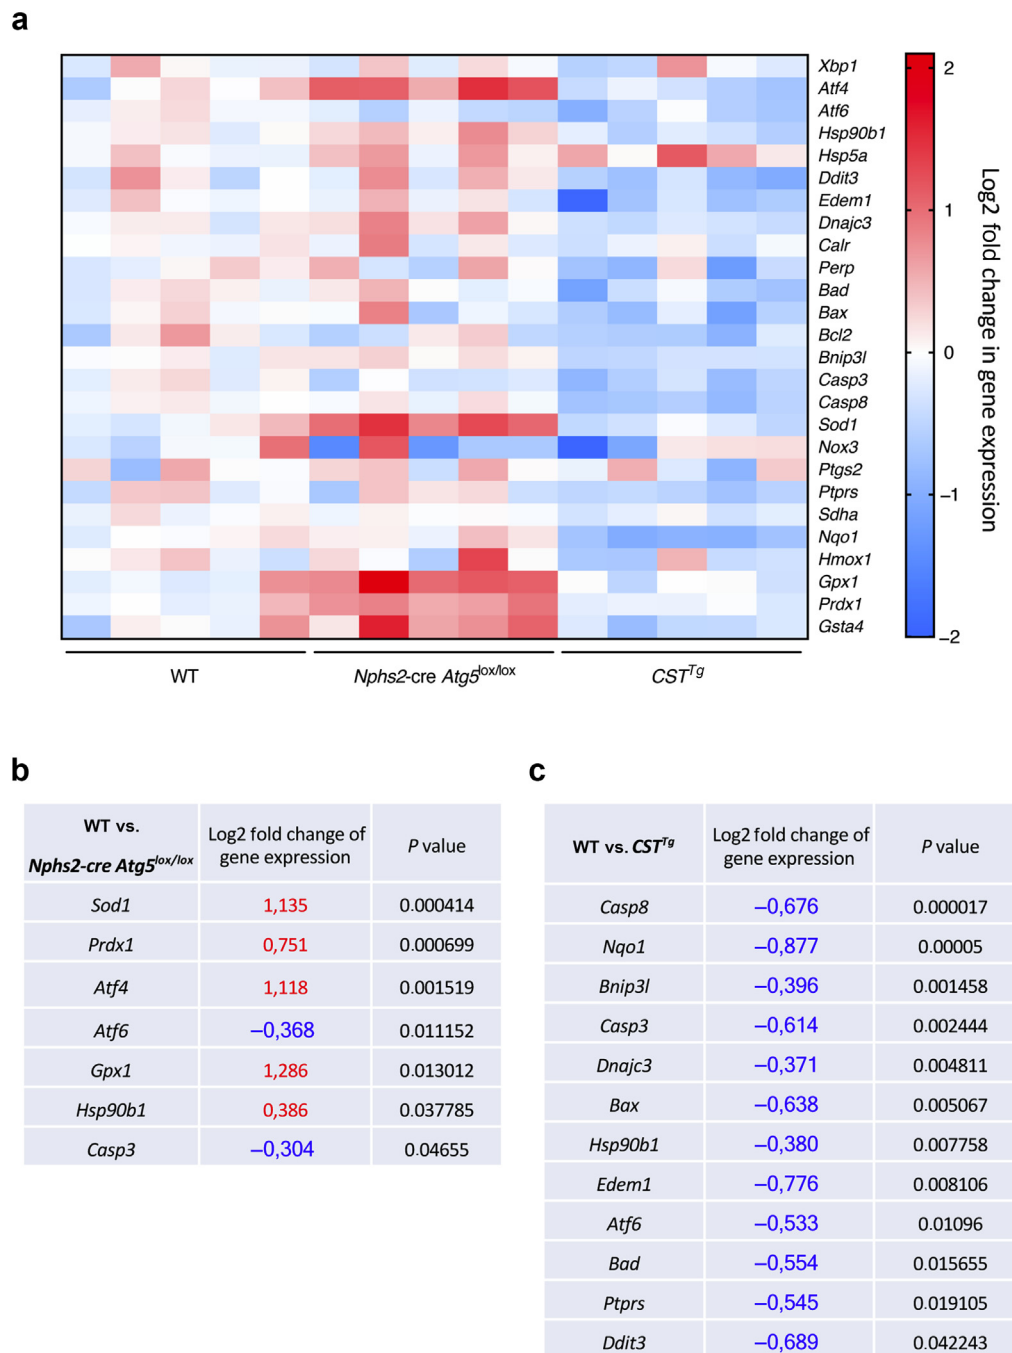 a
Xbp1
Atf4
Atf6
Hsp90b1
Hsp5a
Ddit3
Edem1
Dnajc3
Calr
Perp
Bad
Bax
Bcl2
Bnip3l
Casp3
Casp8
Sod1
Nox3
Ptgs2
Ptprs
Sdha
Nqo1
Hmox1
Gpx1
Prdx1
Gsta4
2
1
0
−1
−2
Log2 fold change in gene expression
WT
Nphs2-cre Atg5lox/lox
CSTTg
b
WT vs. Nphs2-cre Atg5lox/lox
Log2 fold change of gene expression
P value
Sod1 1,135 0.000414
Prdx1 0,751 0.000699
Atf4 1,118 0.001519
Atf6 −0,368 0.011152
Gpx1 1,286 0.013012
Hsp90b1 0,386 0.037785
Casp3 −0,304 0.04655
c
WT vs. CSTTg
Log2 fold change of gene expression
P value
Casp8 −0,676 0.000017
Nqo1 −0,877 0.00005
Bnip3l −0,396 0.001458
Casp3 −0,614 0.002444
Dnajc3 −0,371 0.004811
Bax −0,638 0.005067
Hsp90b1 −0,380 0.007758
Edem1 −0,776 0.008106
Atf6 −0,533 0.01096
Bad −0,554 0.015655
Ptprs −0,545 0.019105
Ddit3 −0,689 0.042243